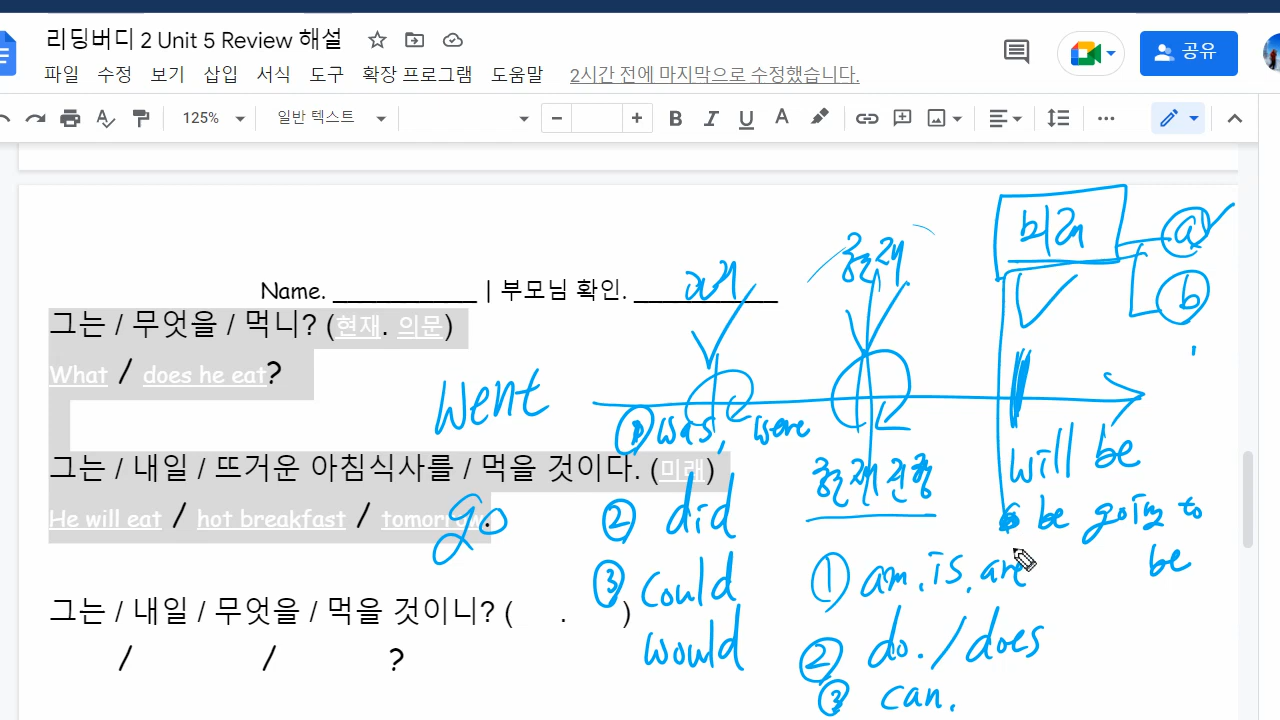 리딩버디 2 Unit 5 Review 해설
파일 수정 보기 삽입 서식 도구 확장 프로그램 도움말 2시간 전에 마지막으로 수정했습니다.
공유
125% 일반 텍스트
Name. ___________ | 부모님 확인. ___________
그는 / 무엇을 / 먹니? (현재. 의문)
What / does he eat?
그는 / 내일 / 뜨거운 아침식사를 / 먹을 것이다. (미래)
He will eat / hot breakfast / tomorrow.
그는 / 내일 / 무엇을 / 먹을 것이니? ( . )
/ / ?
went
go
과거
① was, were
② did
③ could
would
현재
현재진행
① am, is, are
② do. / does
③ can.
미래
ⓐ
ⓑ
will be
be going to
be